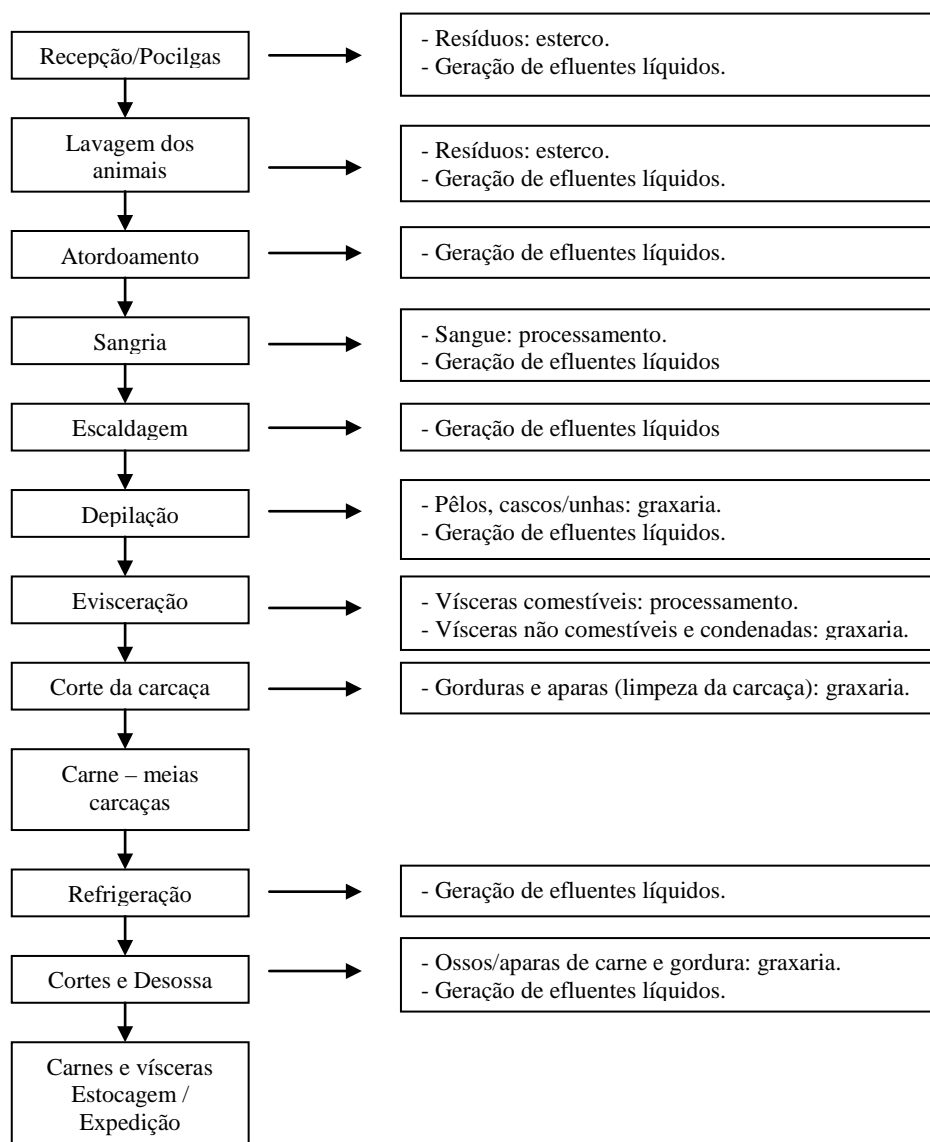 Recepção/Pocilgas
- Resíduos: esterco.
- Geração de efluentes líquidos.
Lavagem dos
animais
- Resíduos: esterco.
- Geração de efluentes líquidos.
Atordoamento
- Geração de efluentes líquidos.
Sangria
- Sangue: processamento.
- Geração de efluentes líquidos
Escaldagem
- Geração de efluentes líquidos
Depilação
- Pêlos, cascos/unhas: graxaria.
- Geração de efluentes líquidos.
Evisceração
- Vísceras comestíveis: processamento.
- Vísceras não comestíveis e condenadas: graxaria.
Corte da carcaça
- Gorduras e aparas (limpeza da carcaça): graxaria.
Carne – meias
carcaças
Refrigeração
- Geração de efluentes líquidos.
Cortes e Desossa
- Ossos/aparas de carne e gordura: graxaria.
- Geração de efluentes líquidos.
Carnes e vísceras
Estocagem /
Expedição